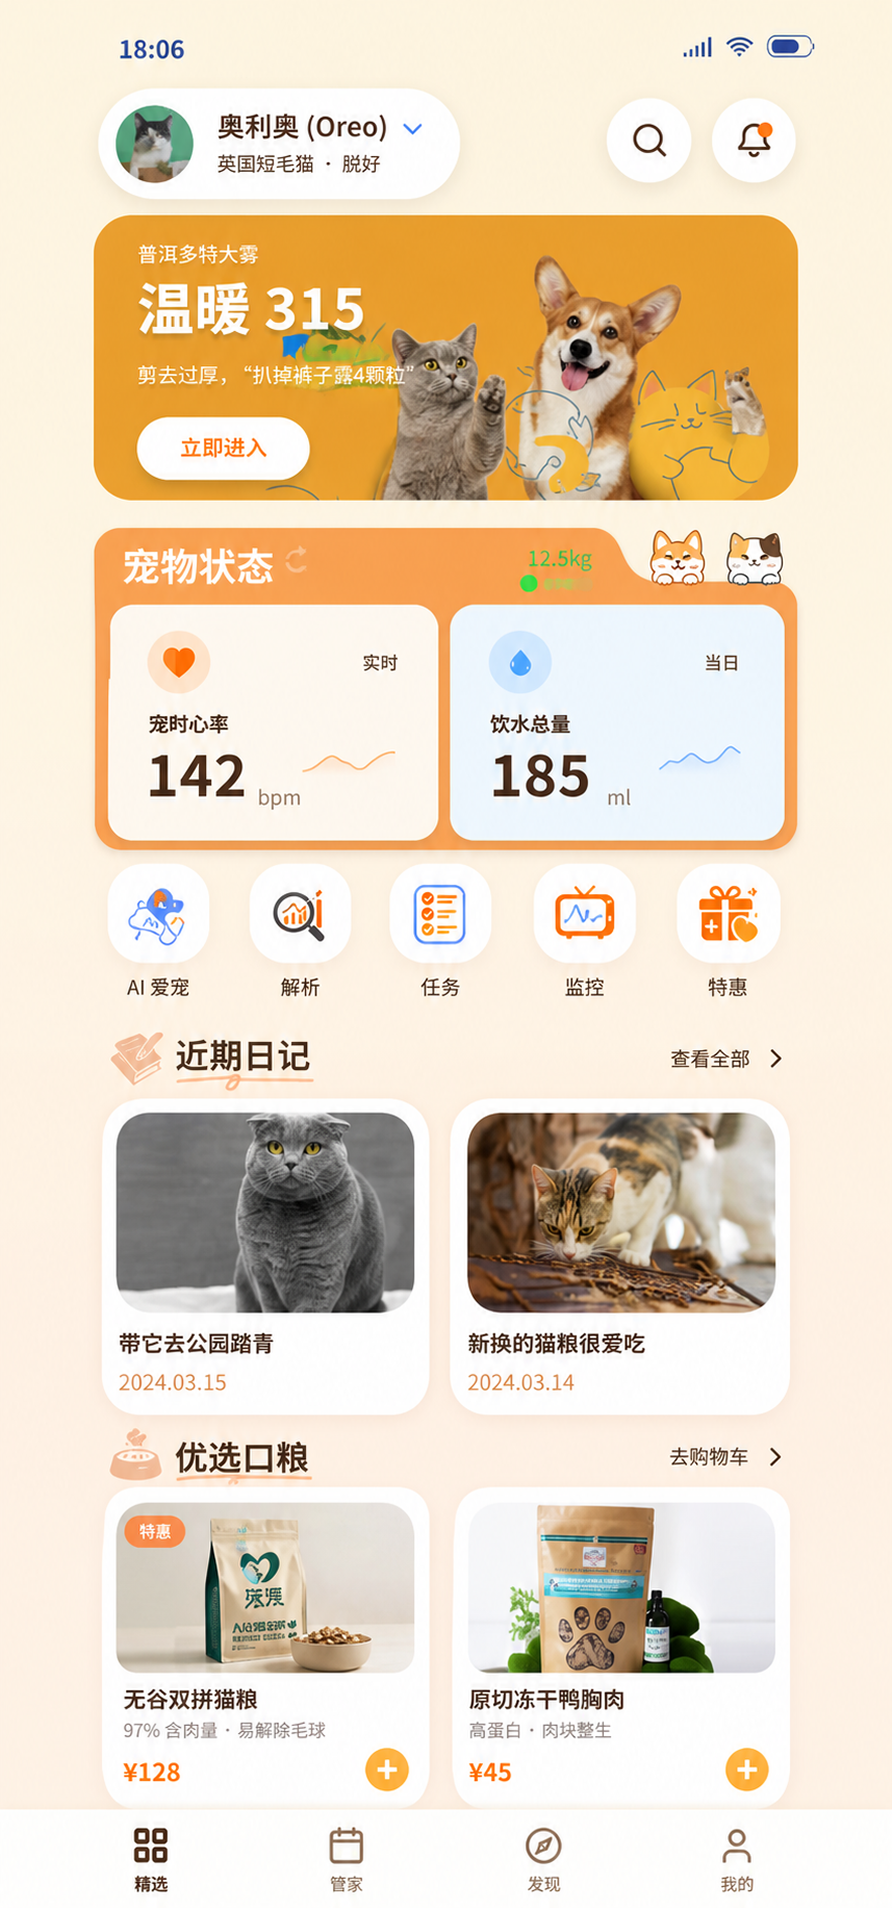 18:06
奥利奥 (Oreo)
英国短毛猫 · 脱好
普洱多特大雾
温暖 315
剪去过厚，“扒掉裤子露4颗粒”
立即进入
宠物状态
12.5kg
实时
宠时心率
142 bpm
当日
饮水总量
185 ml
AI 爱宠
解析
任务
监控
特惠
近期日记
查看全部
带它去公园踏青
2024.03.15
新换的猫粮很爱吃
2024.03.14
优选口粮
去购物车
特惠
无谷双拼猫粮
97% 含肉量 · 易解除毛球
¥128
原切冻干鸭胸肉
高蛋白 · 肉块整生
¥45
精选
管家
发现
我的